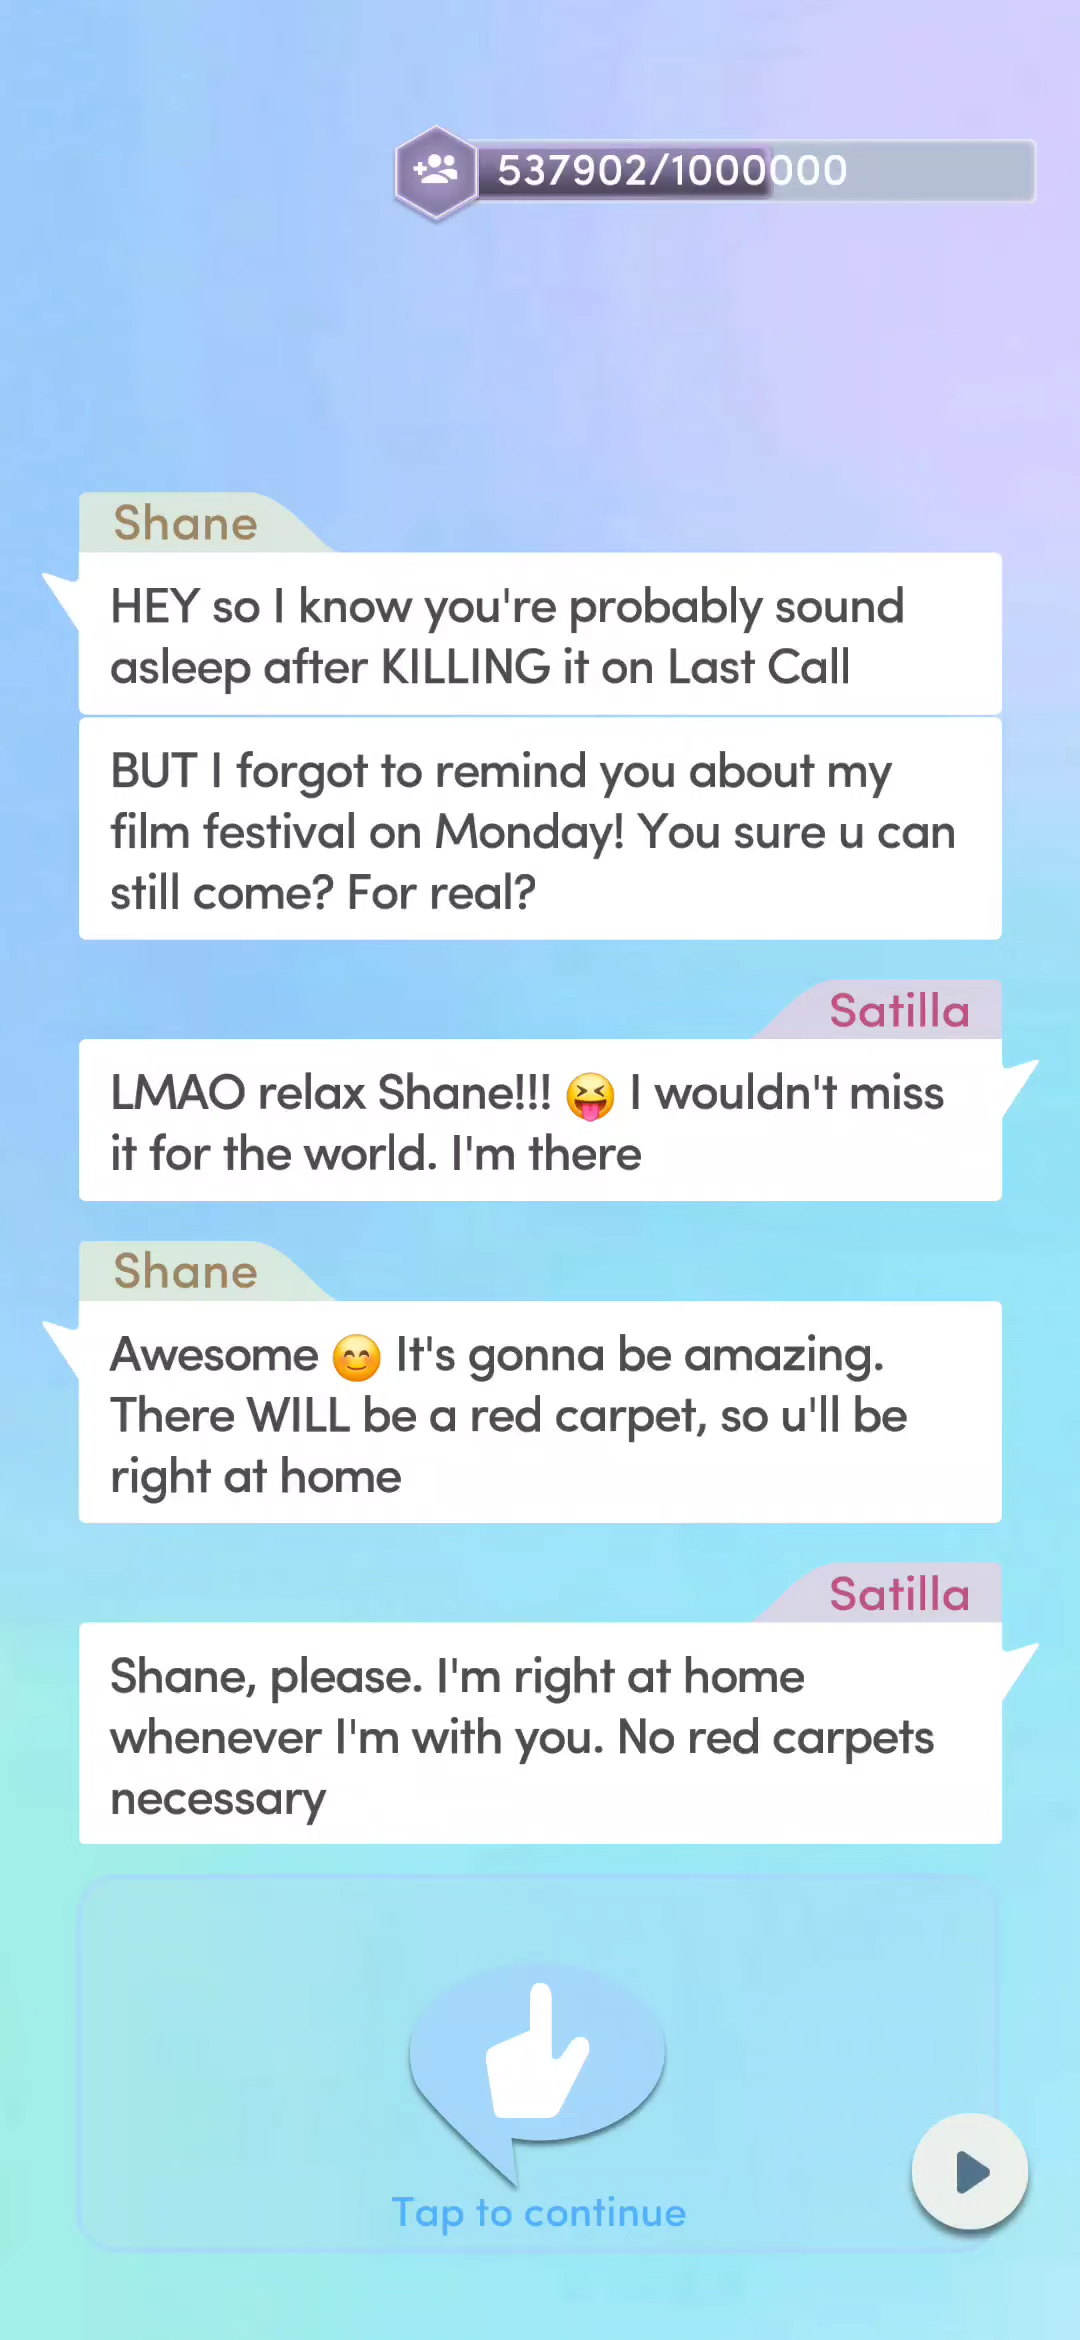 537902/1000000
Shane
HEY so I know you're probably sound
asleep after KILLING it on Last Call
BUT I forgot to remind you about my
film festival on Monday! You sure u can
still come? For real?
Satilla
LMAO relax Shane!!! 😝 I wouldn't miss
it for the world. I'm there
Shane
Awesome 😊 It's gonna be amazing.
There WILL be a red carpet, so u'll be
right at home
Satilla
Shane, please. I'm right at home
whenever I'm with you. No red carpets
necessary
Tap to continue